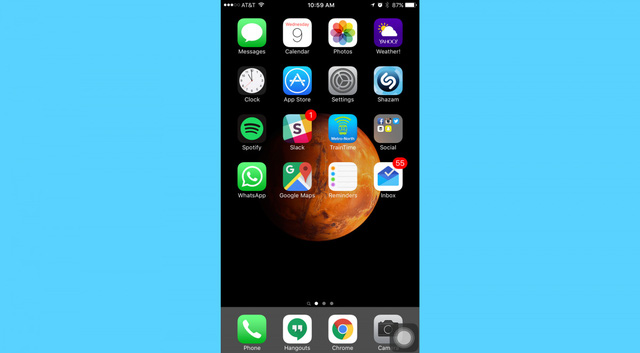 AT&T 10:59 AM 87%
Wednesday
9
YAHOO!
Messages Calendar Photos Weather!
Clock App Store Settings Shazam
1
S
Metro-North
Spotify Slack TrainTime Social
55
G
WhatsApp Google Maps Reminders Inbox
Phone Hangouts Chrome Cam